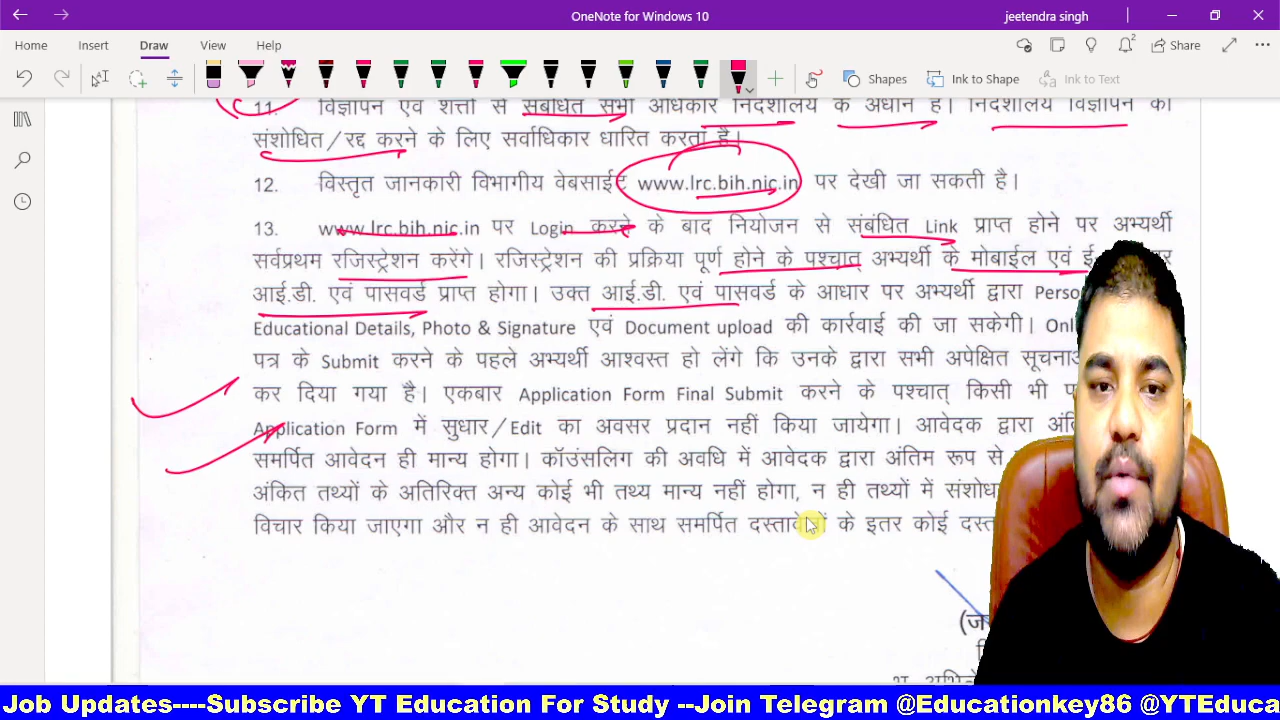 OneNote for Windows 10
jeetendra singh
Home Insert Draw View Help
Share
Shapes Ink to Shape Ink to Text
11. विज्ञापन एवं शर्त्तों से संबंधित सभी अधिकार निदेशालय के अधीन है। निदेशालय विज्ञापन को
संशोधित/रद्द करने के लिए सर्वाधिकार धारित करता है।
12. विस्तृत जानकारी विभागीय वेबसाईट www.lrc.bih.nic.in पर देखी जा सकती है।
13. www.lrc.bih.nic.in पर Login करने के बाद नियोजन से संबंधित Link प्राप्त होने पर अभ्यर्थी
सर्वप्रथम रजिस्ट्रेशन करेंगे। रजिस्ट्रेशन की प्रक्रिया पूर्ण होने के पश्चात् अभ्यर्थी के मोबाईल एवं
आई.डी. एवं पासवर्ड प्राप्त होगा। उक्त आई.डी. एवं पासवर्ड के आधार पर अभ्यर्थी द्वारा
Educational Details, Photo & Signature एवं Document upload की कार्रवाई की जा सकेगी।
पत्र के Submit करने के पहले अभ्यर्थी आश्वस्त हो लेंगे कि उनके द्वारा सभी अपेक्षित
कर दिया गया है। एकबार Application Form Final Submit करने के पश्चात् किसी भी
Application Form में सुधार/Edit का अवसर प्रदान नहीं किया जायेगा। आवेदक द्वारा
समर्पित आवेदन ही मान्य होगा। कॉउंसलिग की अवधि में आवेदक द्वारा अंतिम रूप से
अंकित तथ्यों के अतिरिक्त अन्य कोई भी तथ्य मान्य नहीं होगा, न ही तथ्यों में
विचार किया जाएगा और न ही आवेदन के साथ समर्पित दस्तावेजों के इतर कोई
Job Updates----Subscribe YT Education For Study --Join Telegram @Educationkey86 @YTEduca